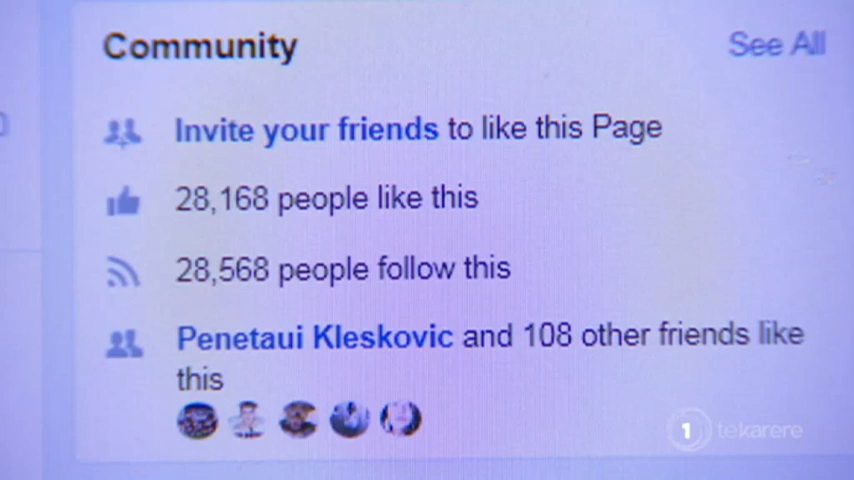 Community
See All
Invite your friends to like this Page
28,168 people like this
28,568 people follow this
Penetaui Kleskovic and 108 other friends like
this
1 tekarere